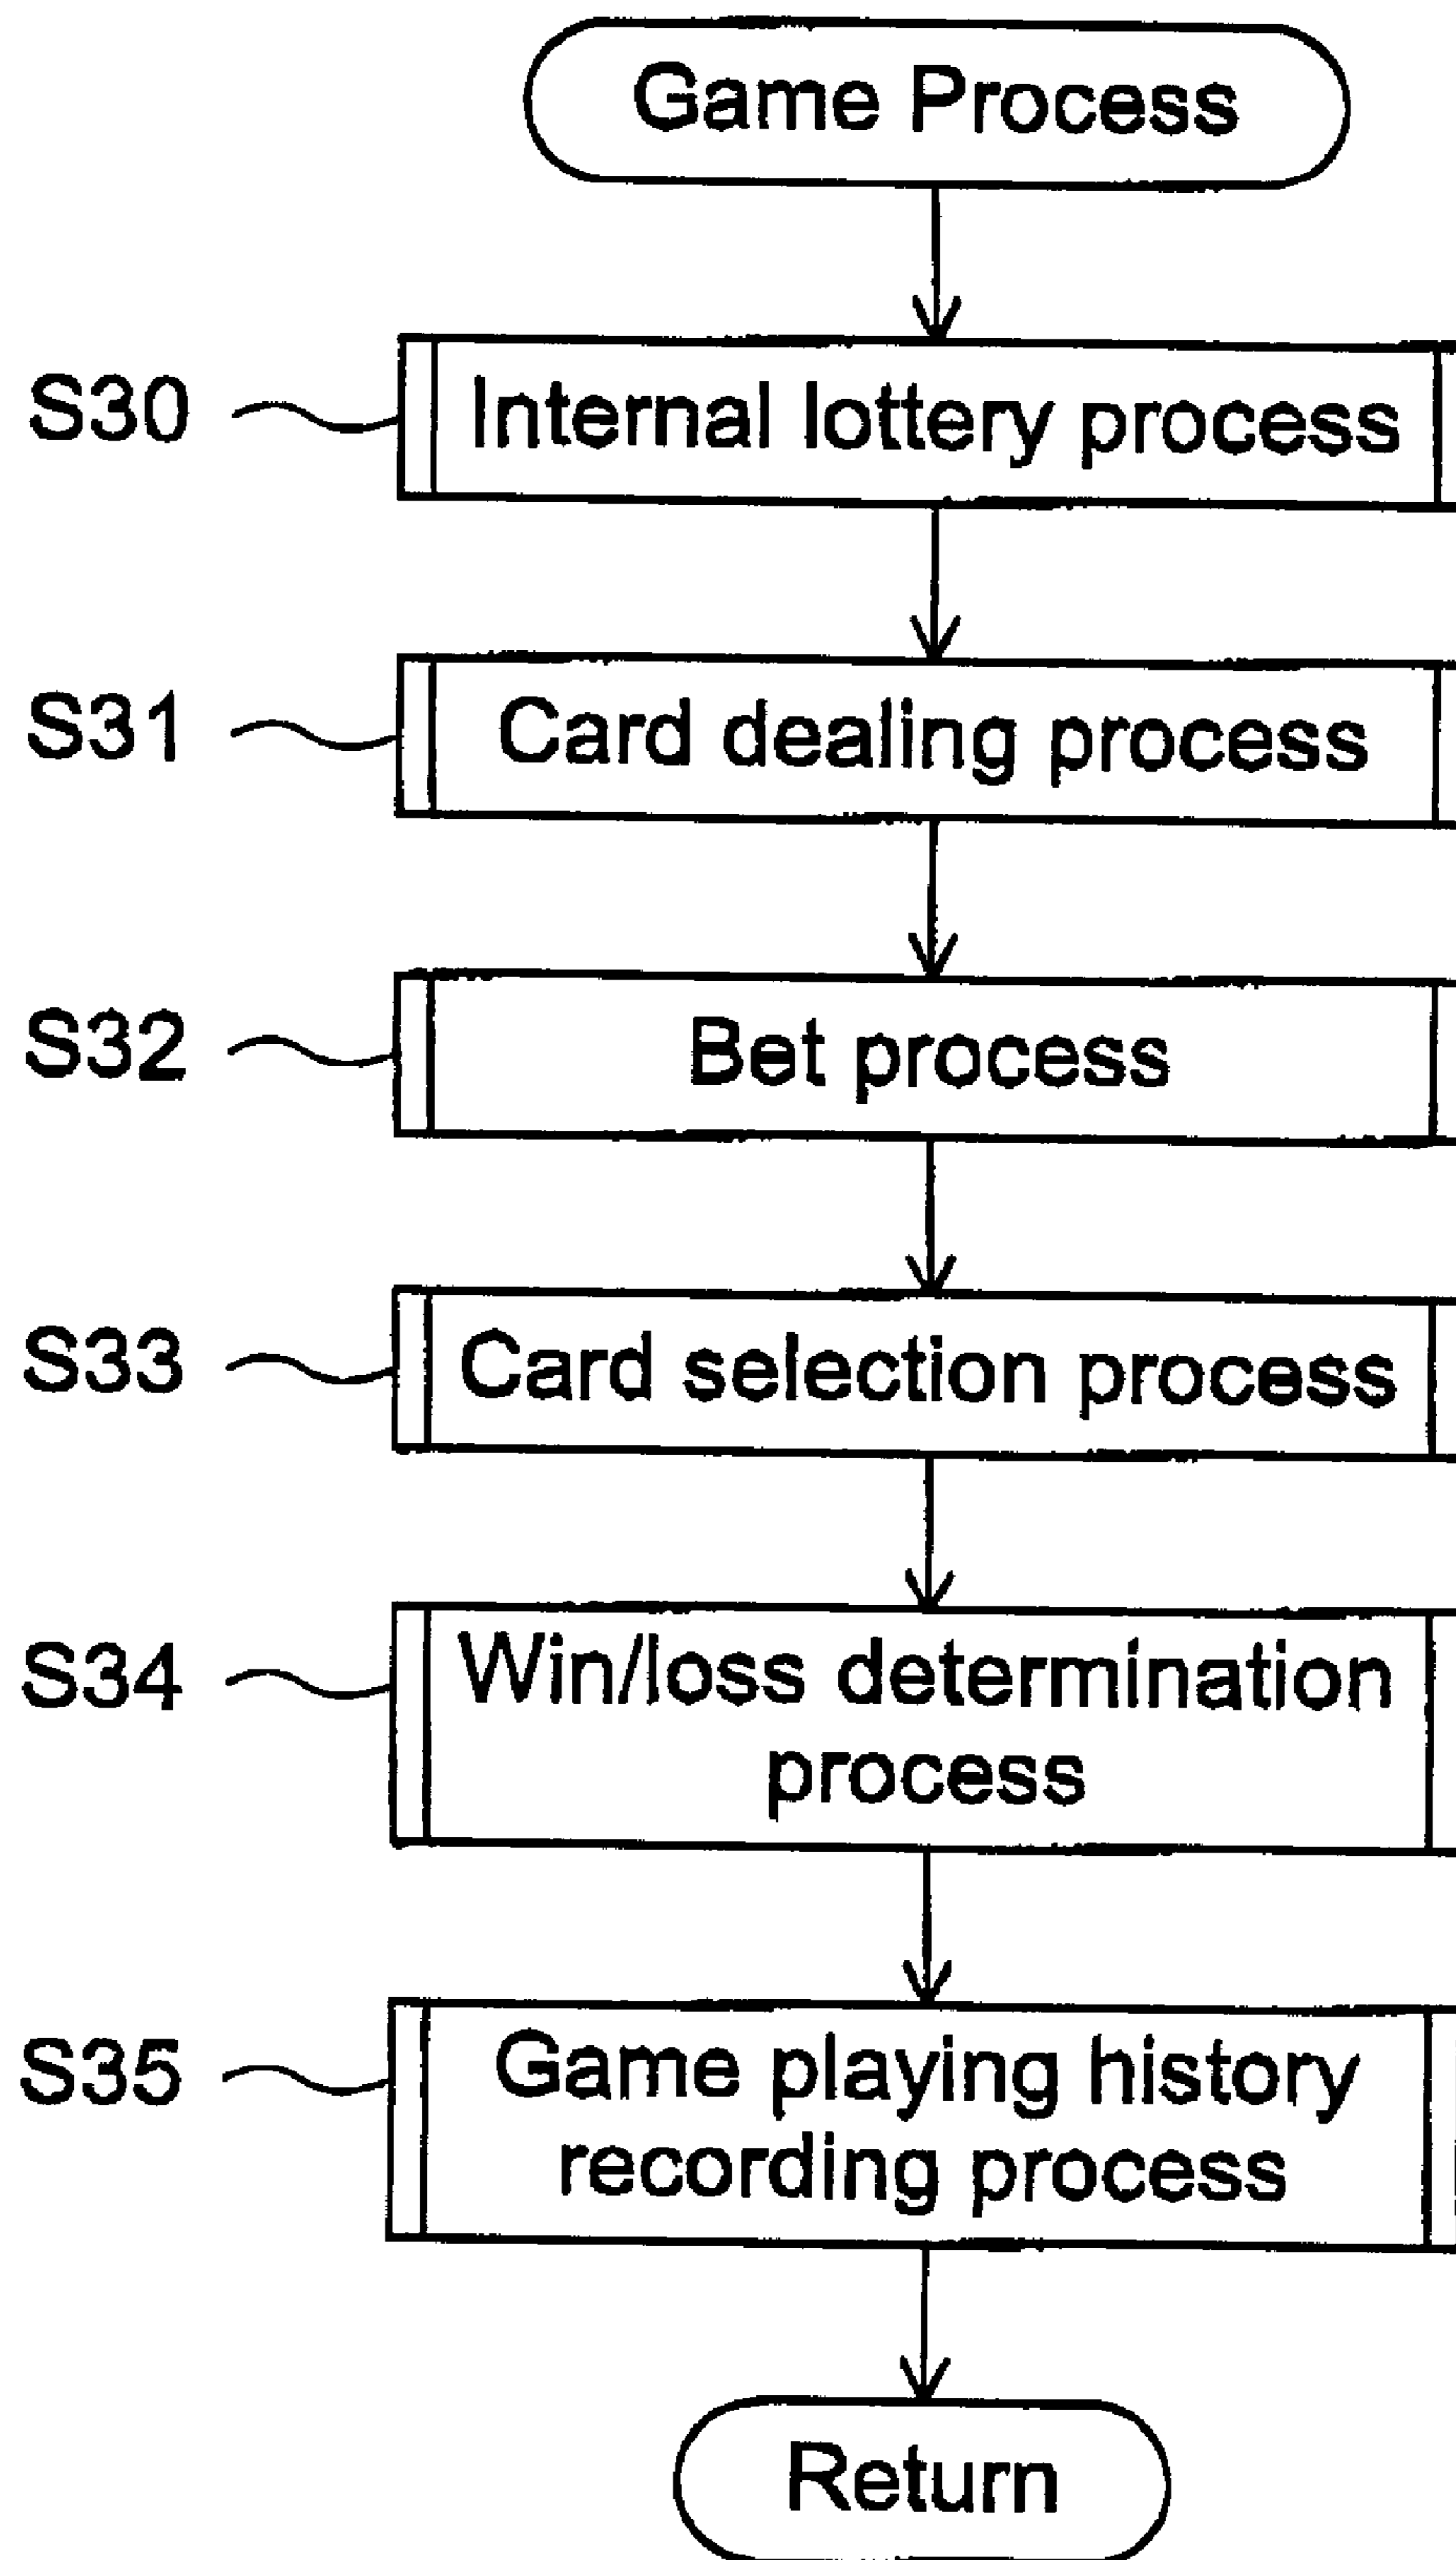 Game Process
S30
Internal lottery process
S31
Card dealing process
S32
Bet process
S33
Card selection process
S34
Win/loss determination
process
S35
Game playing history
recording process
Return